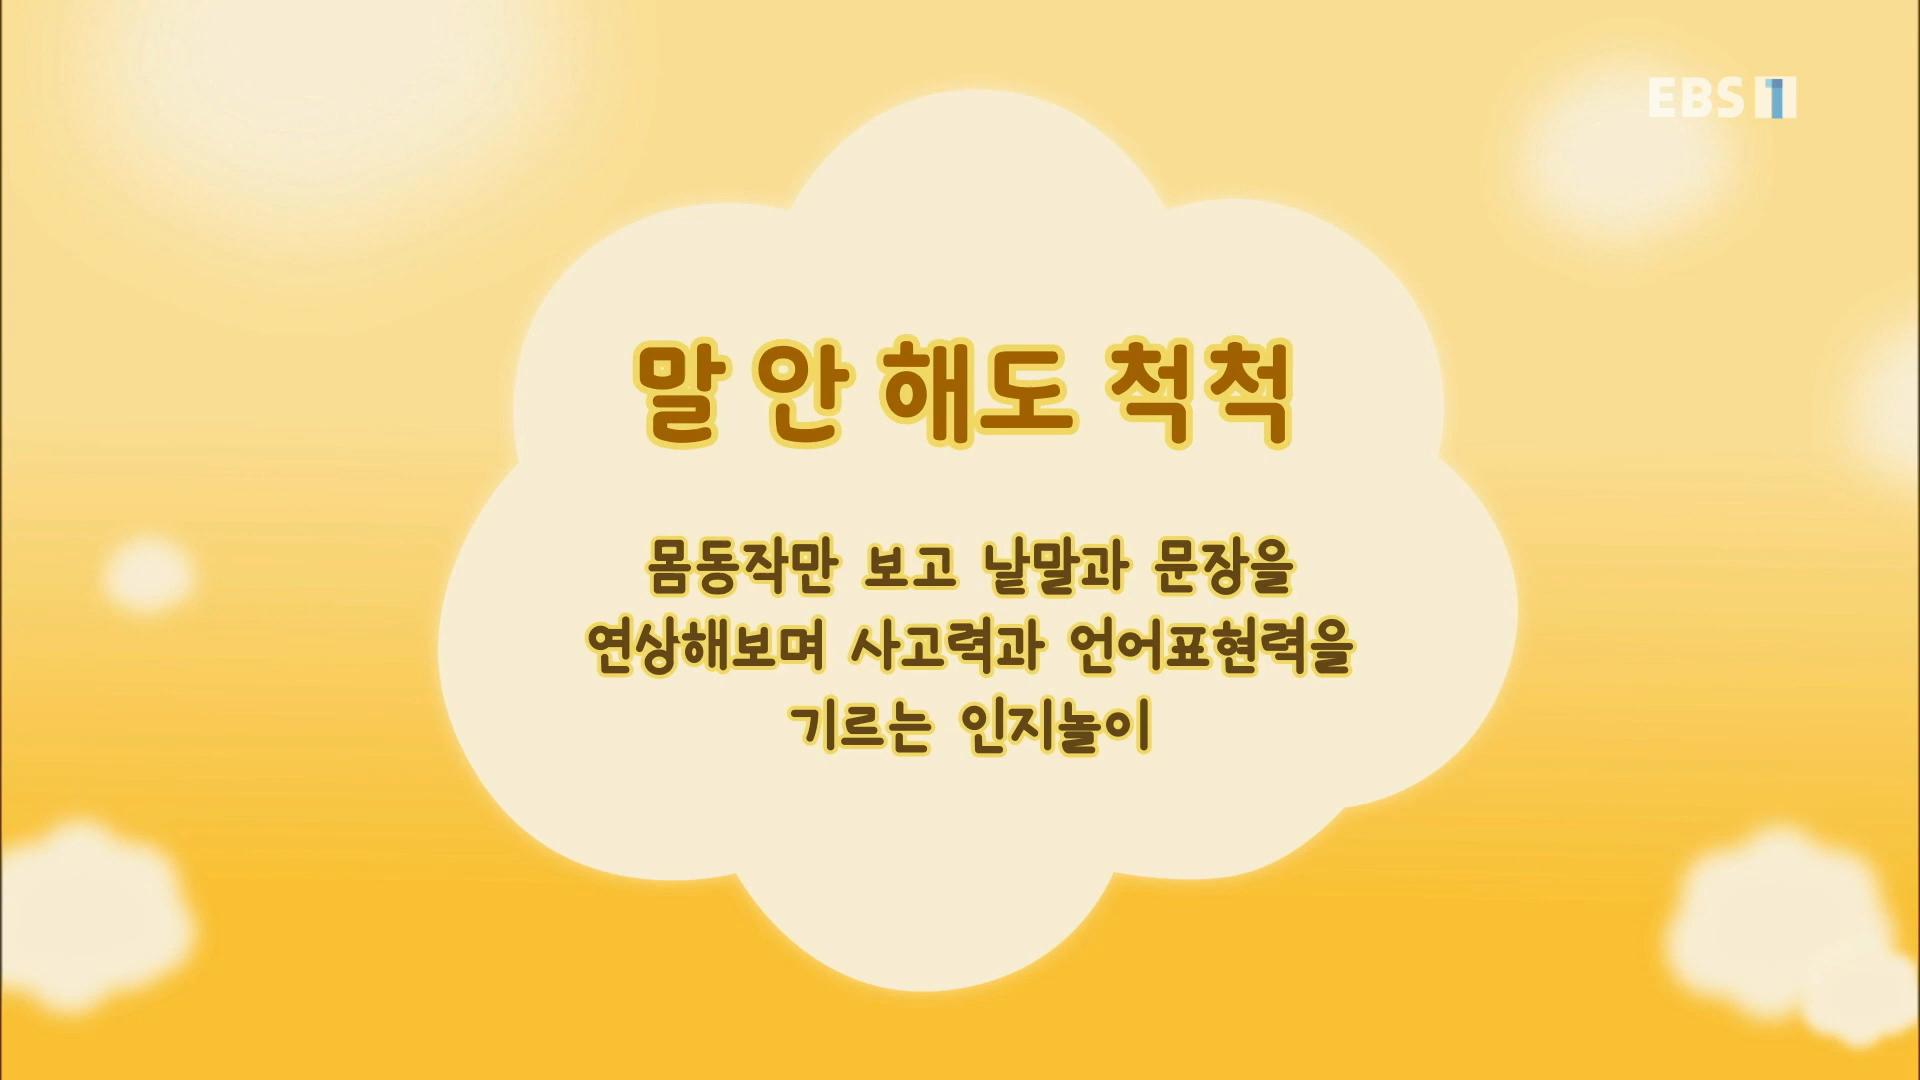 EBS 1
말 안 해도 척척
몸동작만 보고 낱말과 문장을
연상해보며 사고력과 언어표현력을
기르는 인지놀이